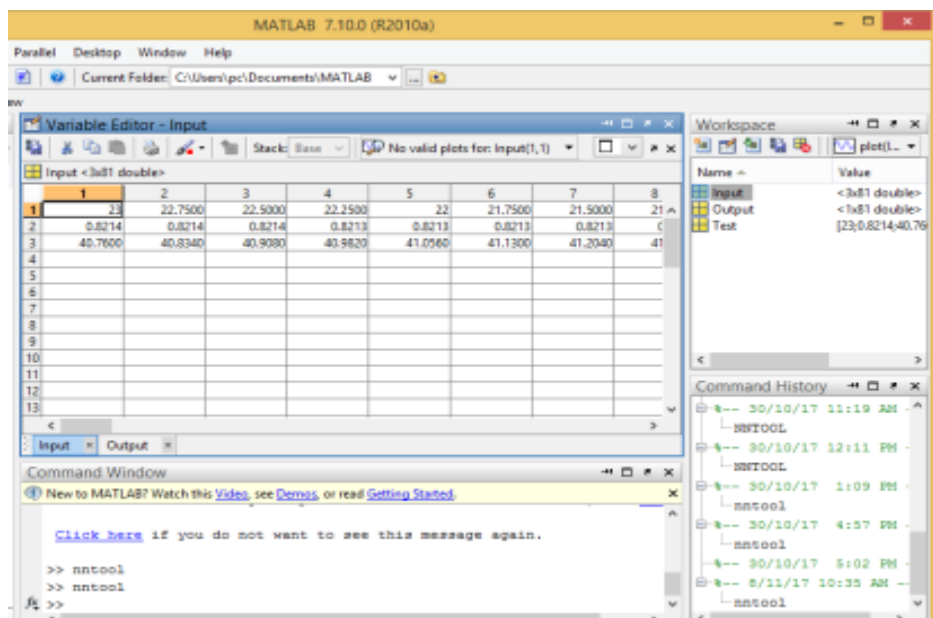 MATLAB 7.10.0 (R2010a)
Parallel Desktop Window Help
Current Folder: C:\Users\pc\Documents\MATLAB
ew
Variable Editor - Input
Stack: Base No valid plots for: Input(1,1)
Input <3x81 double>
1 2 3 4 5 6 7 8
1 23 22.7500 22.5000 22.2500 22 21.7500 21.5000 21
2 0.8214 0.8214 0.8214 0.8213 0.8213 0.8213 0.8213
3 40.7600 40.8340 40.9080 40.9820 41.0560 41.1300 41.2040 41
4
5
6
7
8
9
10
11
12
13
Input Output
Workspace
plot(I...
Name Value
Input <3x81 double>
Output <1x81 double>
Test [23;0.8214;40.76
Command History
%-- 30/10/17 11:19 AM -
NNTOOL
%-- 30/10/17 12:11 PM -
NNTOOL
%-- 30/10/17 1:09 PM -
nntool
%-- 30/10/17 4:57 PM -
nntool
%-- 30/10/17 5:02 PM -
%-- 8/11/17 10:35 AM --
nntool
Command Window
New to MATLAB? Watch this Video, see Demos, or read Getting Started.
Click here if you do not want to see this message again.
>> nntool
>> nntool
fx >>